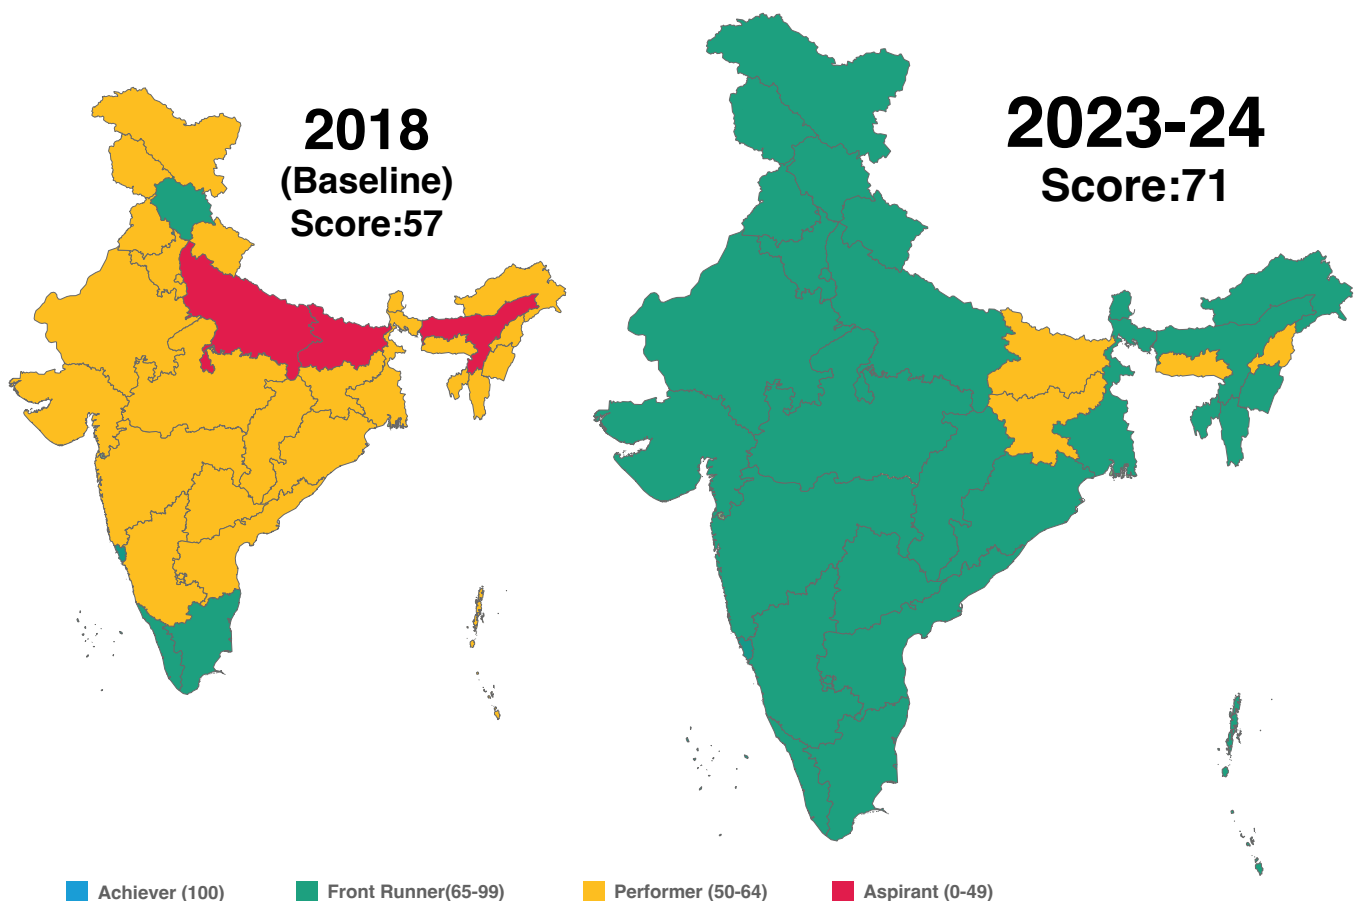 2018
(Baseline)
Score:57
2023-24
Score:71
Achiever (100)
Front Runner(65-99)
Performer (50-64)
Aspirant (0-49)